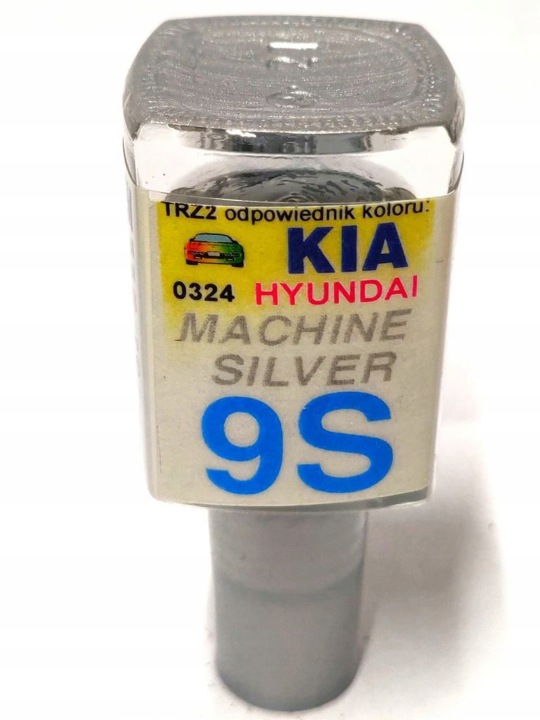 TRZ2 odpowiednik koloru:
KIA
0324 HYUNDAI
MACHINE
SILVER
9S